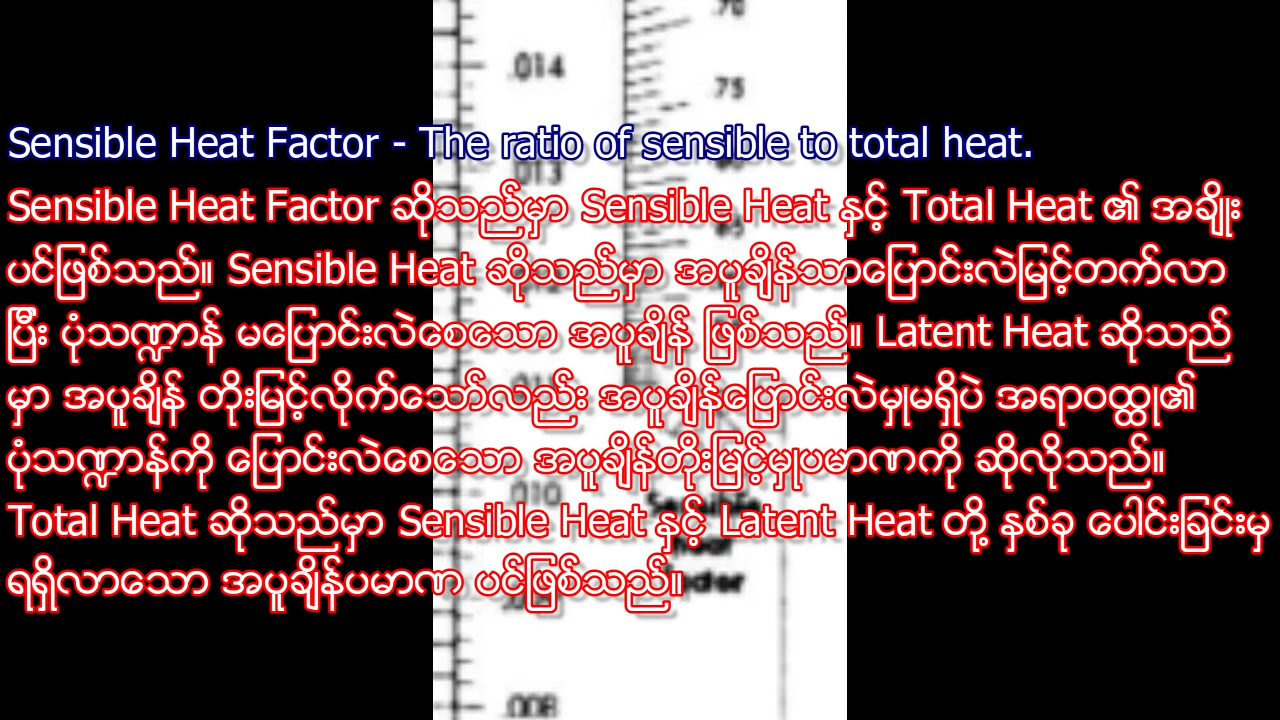 70
.014
75
Sensible Heat Factor - The ratio of sensible to total heat.
.013
Sensible Heat Factor ဆိုသည်မှာ Sensible Heat နှင့် Total Heat ၏ အချိုး
ပင်ဖြစ်သည်။ Sensible Heat ဆိုသည်မှာ အပူချိန်သာပြောင်းလဲမြင့်တက်လာ
ပြီး ပုံသဏ္ဍာန် မပြောင်းလဲစေသော အပူချိန် ဖြစ်သည်။ Latent Heat ဆိုသည်
မှာ အပူချိန် တိုးမြင့်လိုက်သော်လည်း အပူချိန်ပြောင်းလဲမှုမရှိပဲ အရာဝထ္ထု၏
ပုံသဏ္ဍာန်ကို ပြောင်းလဲစေသော အပူချိန်တိုးမြင့်မှုပမာဏကို ဆိုလိုသည်။
.010
Total Heat ဆိုသည်မှာ Sensible Heat နှင့် Latent Heat တို့ နှစ်ခု ပေါင်းခြင်းမှ
ရရှိလာသော အပူချိန်ပမာဏ ပင်ဖြစ်သည်။
.008